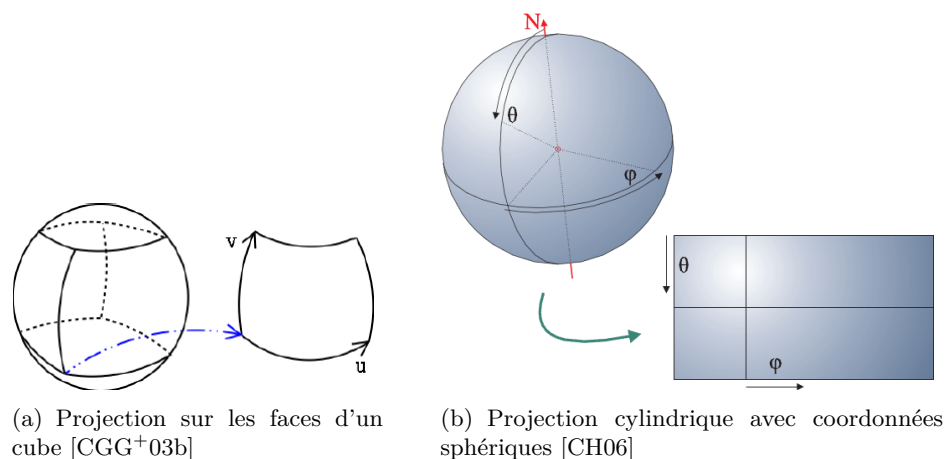 N
θ
φ
v
u
θ
φ
(a) Projection sur les faces d'un
cube [CGG+03b]
(b) Projection cylindrique avec coordonnées
sphériques [CH06]